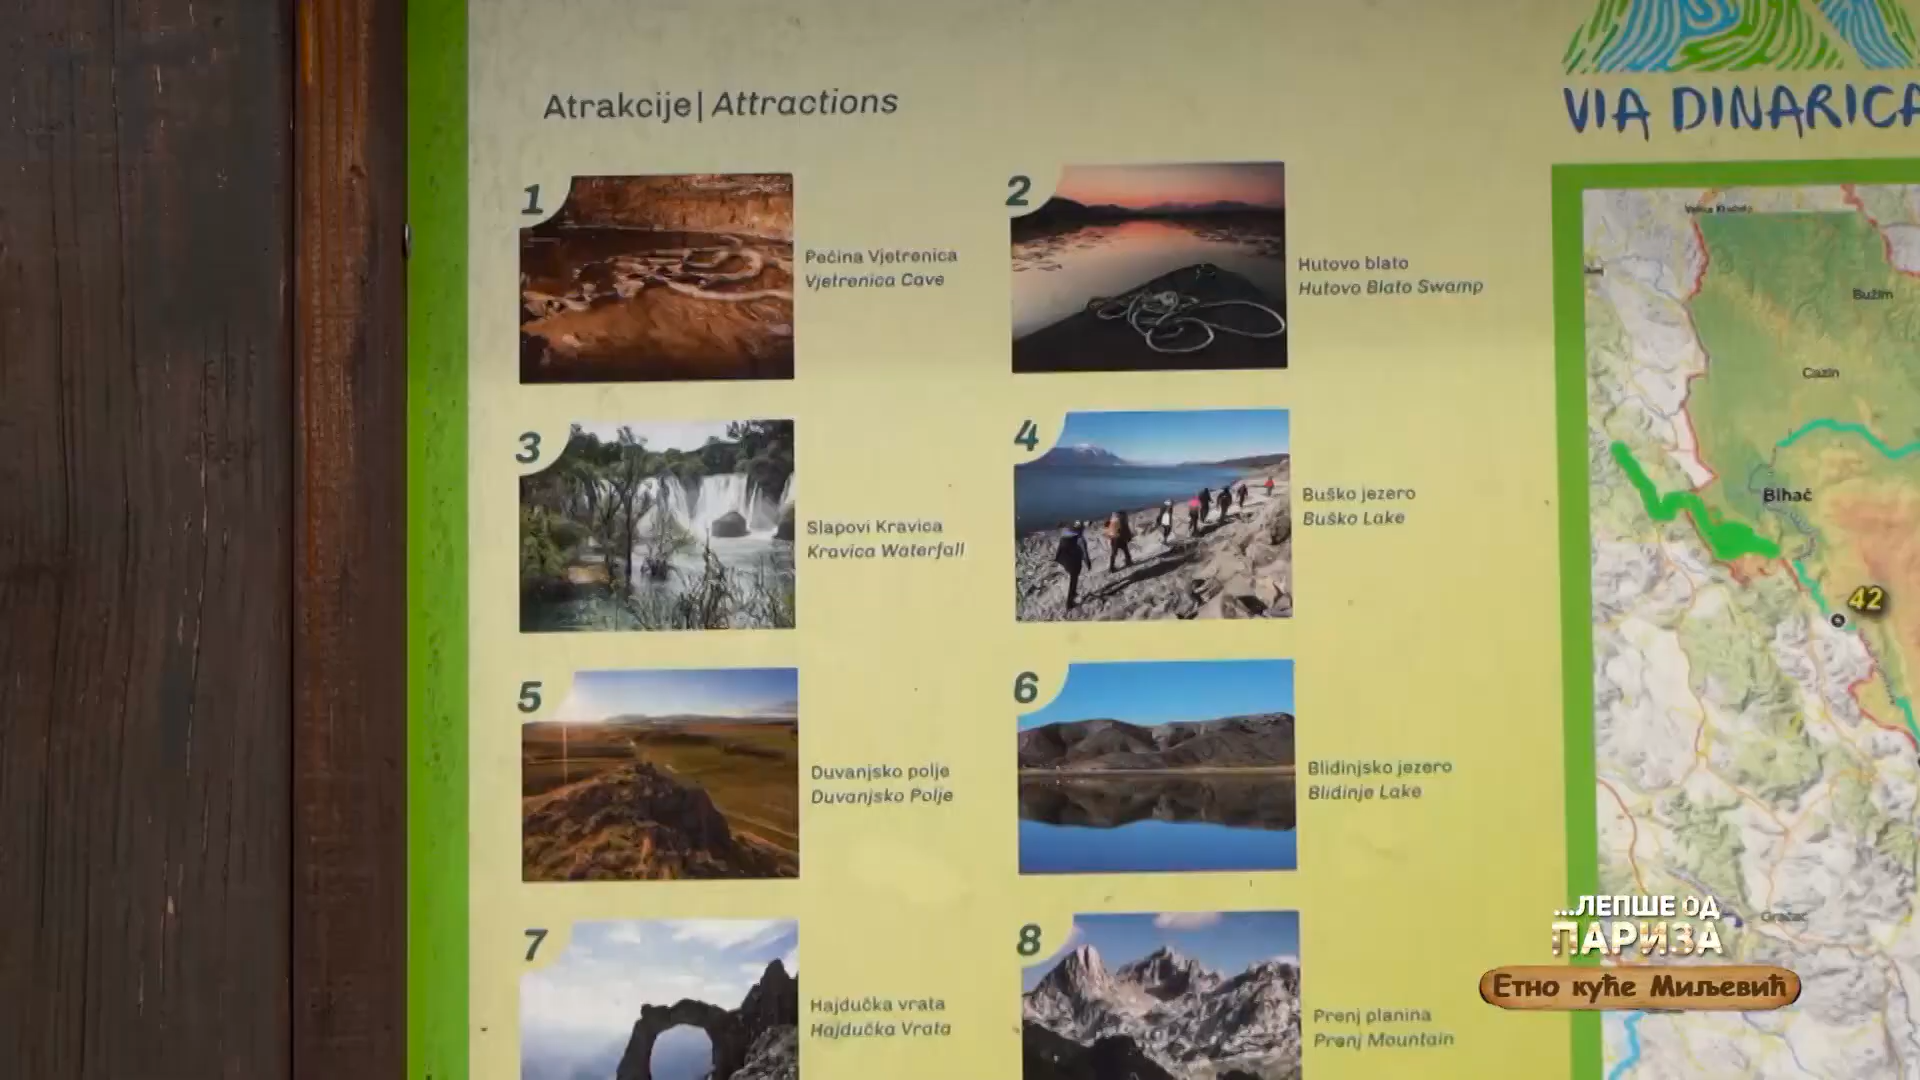 Atrakcije| Attractions
VIA DINARICA
1
Pećina Vjetrenica
Vjetrenica Cave
2
Hutovo blato
Hutovo Blato Swamp
3
Slapovi Kravica
Kravica Waterfall
4
Buško jezero
Buško Lake
5
Duvanjsko polje
Duvanjsko Polje
6
Blidinjsko jezero
Blidinje Lake
7
Hajdučka vrata
Hajdučka Vrata
8
Prenj planina
Prenj Mountain
Velika Kladuša
Bužim
Cazin
Bihać
42
Gračac
...ЛЕПШЕ ОД
ПАРИЗА
Етно куће Миљевић